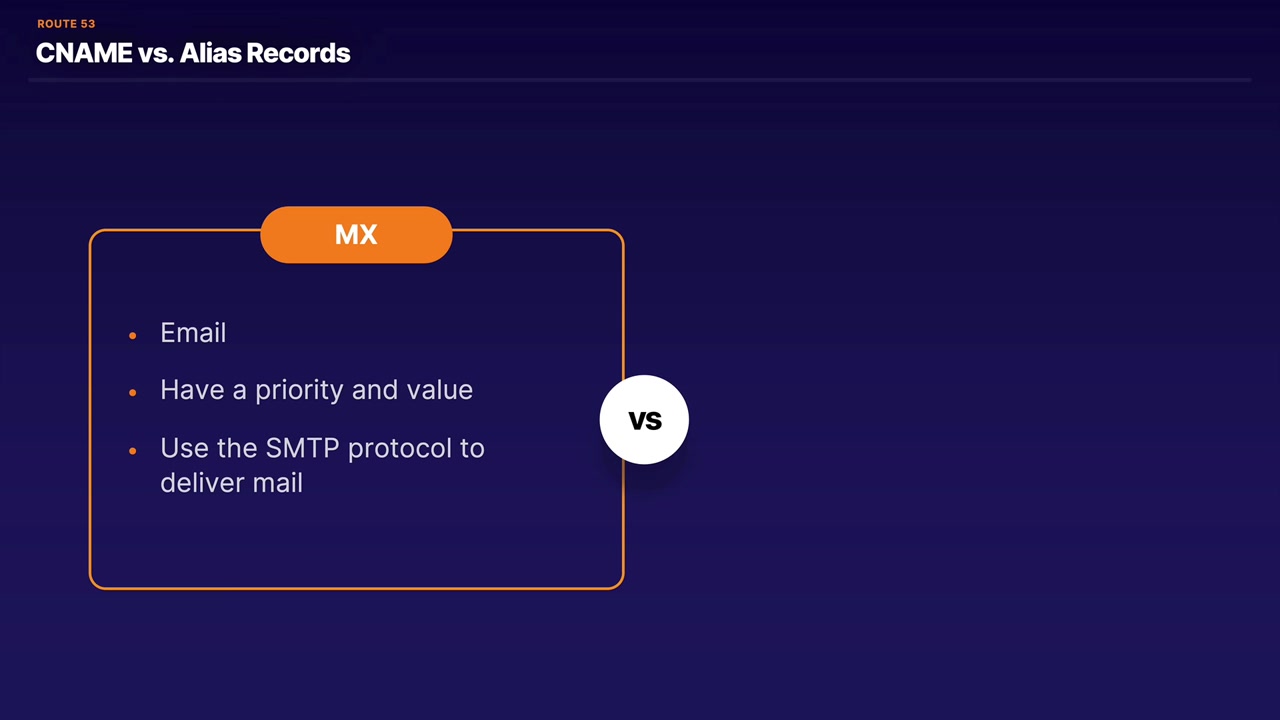 ROUTE 53
CNAME vs. Alias Records
MX
• Email
• Have a priority and value
• Use the SMTP protocol to
deliver mail
vs